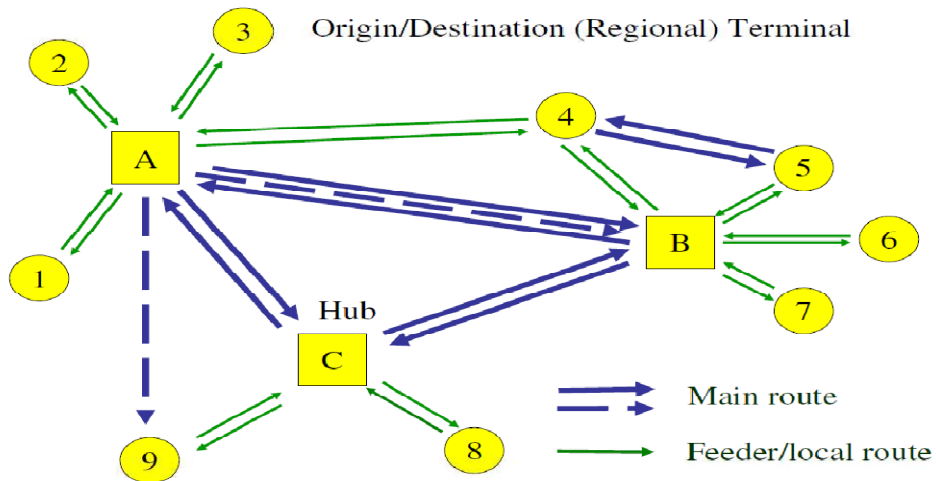 3
Origin/Destination (Regional) Terminal
2
4
A
5
B
6
1
7
Hub
C
Main route
9
8
Feeder/local route